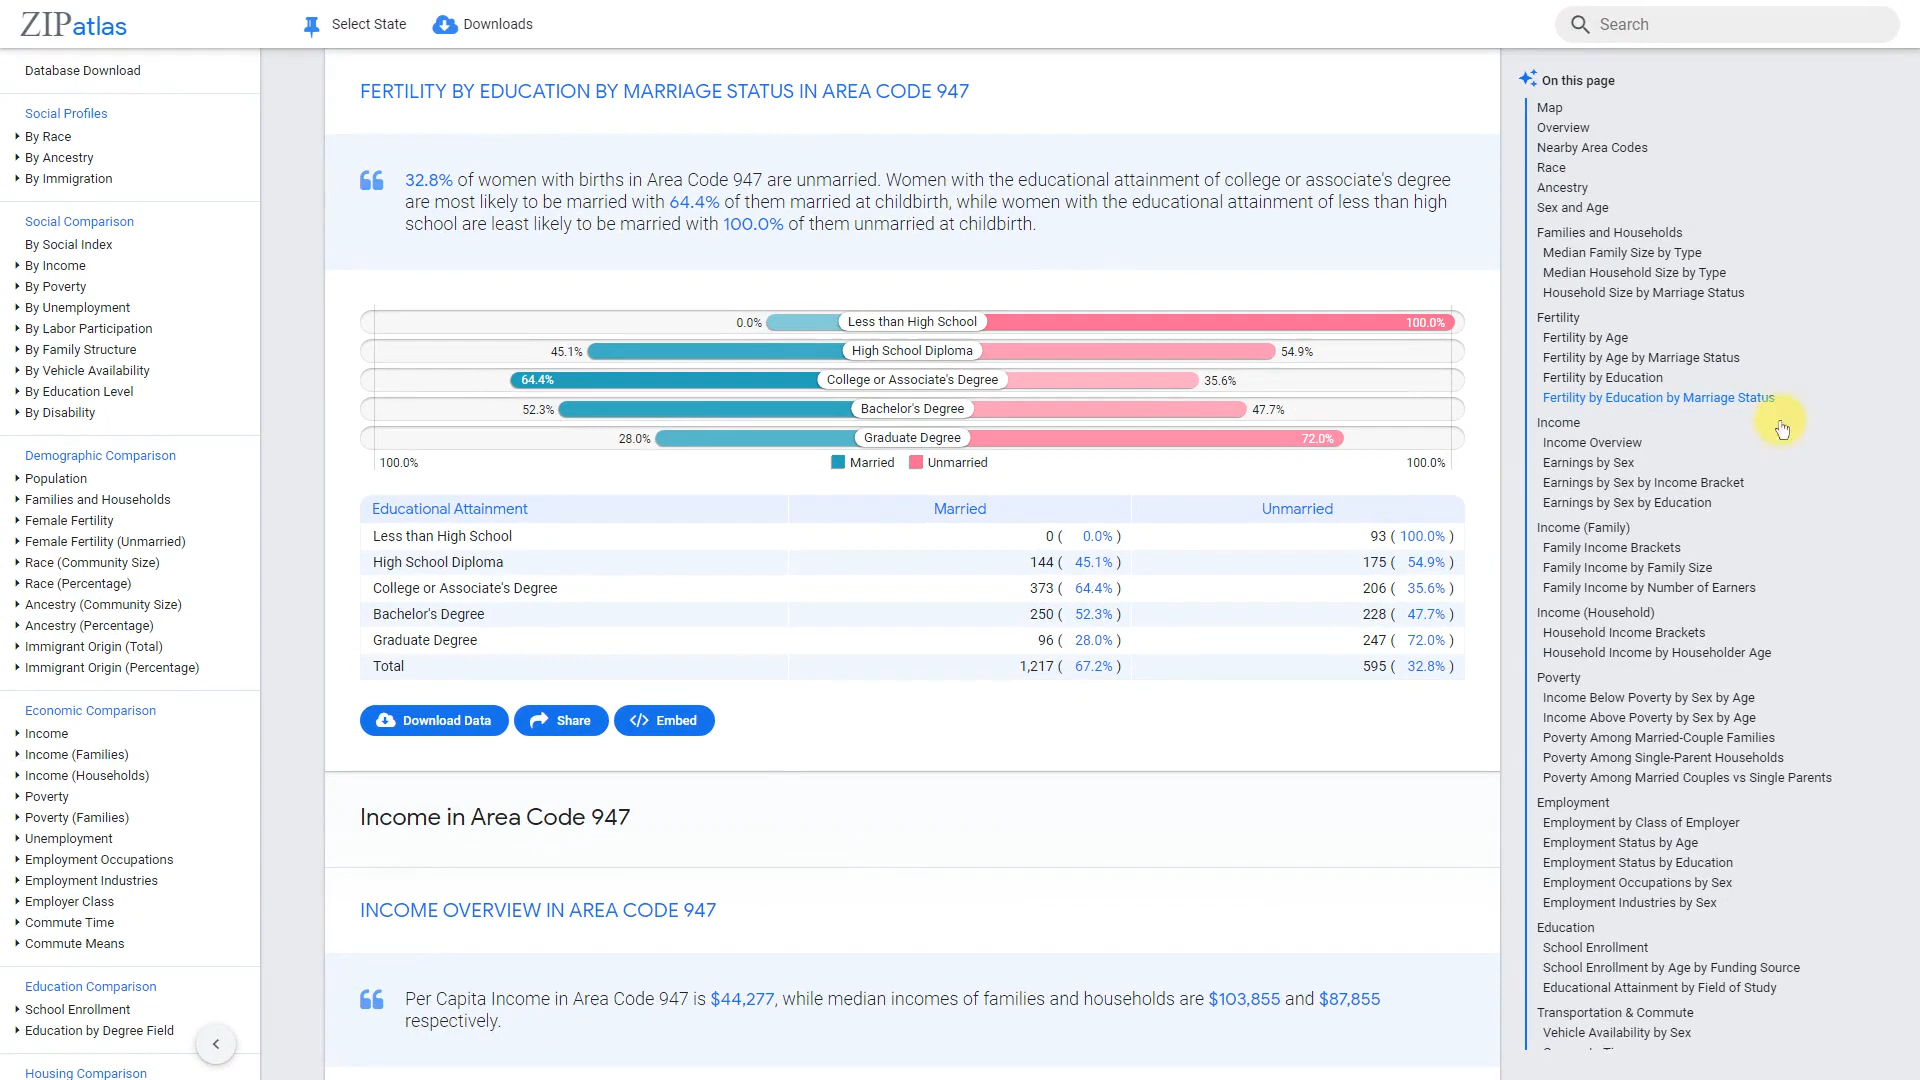 ZIPatlas
Select State
Downloads
Search
Database Download
Social Profiles
By Race
By Ancestry
By Immigration
Social Comparison
By Social Index
By Income
By Poverty
By Unemployment
By Labor Participation
By Family Structure
By Vehicle Availability
By Education Level
By Disability
Demographic Comparison
Population
Families and Households
Female Fertility
Female Fertility (Unmarried)
Race (Community Size)
Race (Percentage)
Ancestry (Community Size)
Ancestry (Percentage)
Immigrant Origin (Total)
Immigrant Origin (Percentage)
Economic Comparison
Income
Income (Families)
Income (Households)
Poverty
Poverty (Families)
Unemployment
Employment Occupations
Employment Industries
Employer Class
Commute Time
Commute Means
Education Comparison
School Enrollment
Education by Degree Field
Housing Comparison
FERTILITY BY EDUCATION BY MARRIAGE STATUS IN AREA CODE 947
32.8% of women with births in Area Code 947 are unmarried. Women with the educational attainment of college or associate's degree
are most likely to be married with 64.4% of them married at childbirth, while women with the educational attainment of less than high
school are least likely to be married with 100.0% of them unmarried at childbirth.
0.0% Less than High School 100.0%
45.1% High School Diploma 54.9%
64.4% College or Associate's Degree 35.6%
52.3% Bachelor's Degree 47.7%
28.0% Graduate Degree 72.0%
100.0% Married Unmarried 100.0%
Educational Attainment Married Unmarried
Less than High School 0 ( 0.0% ) 93 ( 100.0% )
High School Diploma 144 ( 45.1% ) 175 ( 54.9% )
College or Associate's Degree 373 ( 64.4% ) 206 ( 35.6% )
Bachelor's Degree 250 ( 52.3% ) 228 ( 47.7% )
Graduate Degree 96 ( 28.0% ) 247 ( 72.0% )
Total 1,217 ( 67.2% ) 595 ( 32.8% )
Download Data Share Embed
Income in Area Code 947
INCOME OVERVIEW IN AREA CODE 947
Per Capita Income in Area Code 947 is $44,277, while median incomes of families and households are $103,855 and $87,855
respectively.
On this page
Map
Overview
Nearby Area Codes
Race
Ancestry
Sex and Age
Families and Households
Median Family Size by Type
Median Household Size by Type
Household Size by Marriage Status
Fertility
Fertility by Age
Fertility by Age by Marriage Status
Fertility by Education
Fertility by Education by Marriage Status
Income
Income Overview
Earnings by Sex
Earnings by Sex by Income Bracket
Earnings by Sex by Education
Income (Family)
Family Income Brackets
Family Income by Family Size
Family Income by Number of Earners
Income (Household)
Household Income Brackets
Household Income by Householder Age
Poverty
Income Below Poverty by Sex by Age
Income Above Poverty by Sex by Age
Poverty Among Married-Couple Families
Poverty Among Single-Parent Households
Poverty Among Married Couples vs Single Parents
Employment
Employment by Class of Employer
Employment Status by Age
Employment Status by Education
Employment Occupations by Sex
Employment Industries by Sex
Education
School Enrollment
School Enrollment by Age by Funding Source
Educational Attainment by Field of Study
Transportation & Commute
Vehicle Availability by Sex